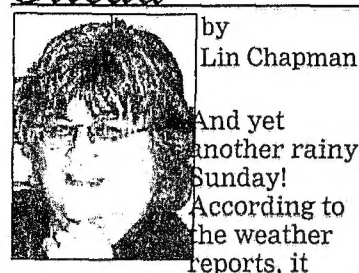 by
Lin Chapman
And yet
another rainy
Sunday!
According to
the weather
reports, it